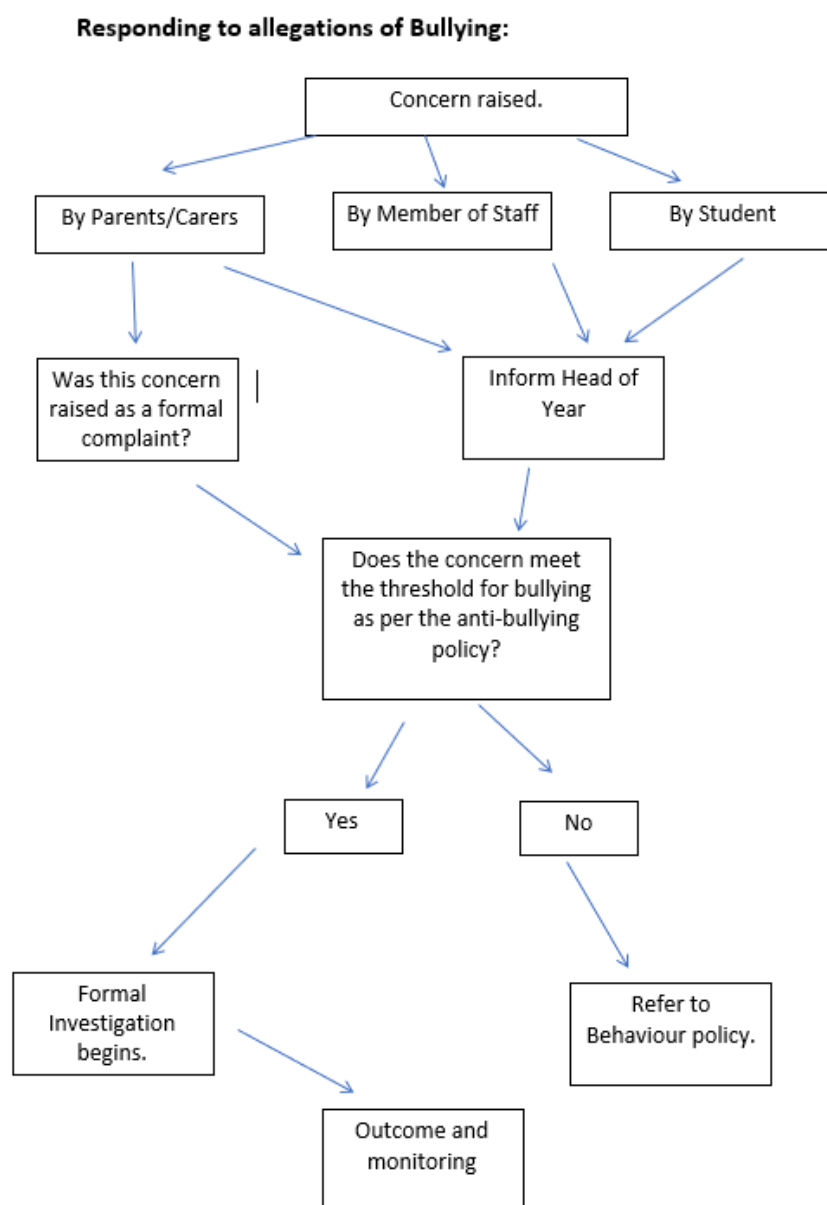 Responding to allegations of Bullying:
Concern raised.
By Parents/Carers
By Member of Staff
By Student
Was this concern
raised as a formal
complaint?
Inform Head of
Year
Does the concern meet
the threshold for bullying
as per the anti-bullying
policy?
Yes
No
Formal
Investigation
begins.
Refer to
Behaviour policy.
Outcome and
monitoring